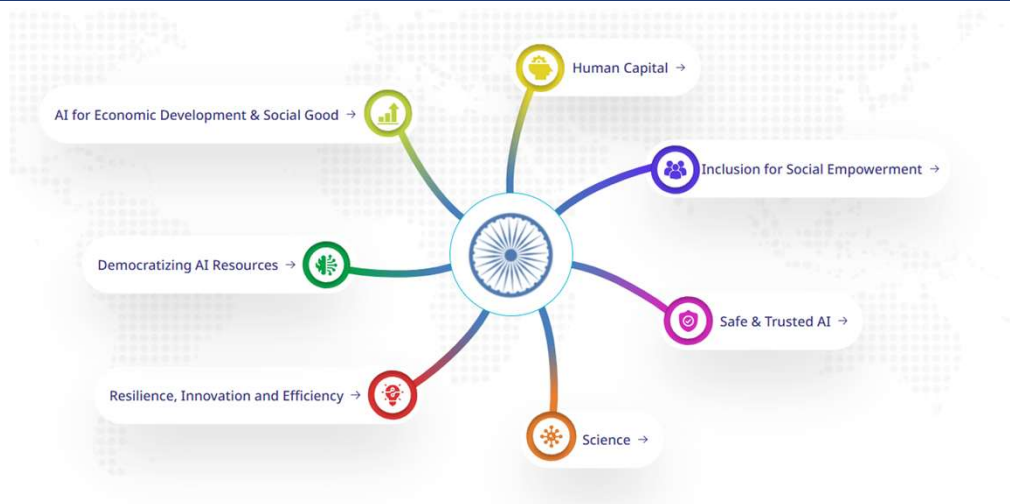 Human Capital →
AI for Economic Development & Social Good →
Inclusion for Social Empowerment →
Democratizing AI Resources →
Safe & Trusted AI →
Resilience, Innovation and Efficiency →
Science →